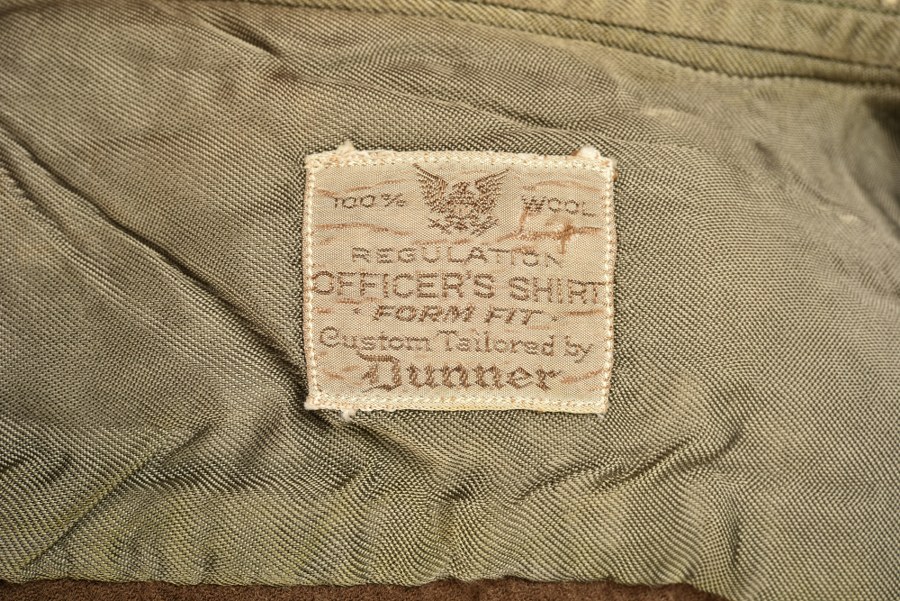 100% WOOL
REGULATION
OFFICER'S SHIRT
· FORM FIT ·
Custom Tailored by
Dunner